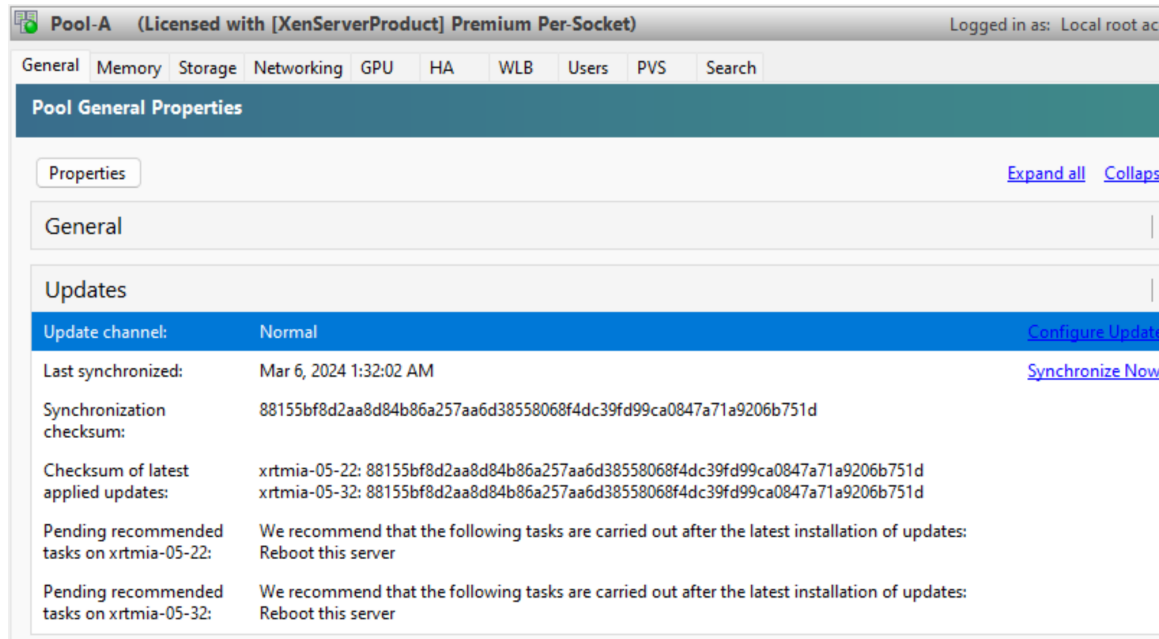 Pool-A (Licensed with [XenServerProduct] Premium Per-Socket) Logged in as: Local root ac
General Memory Storage Networking GPU HA WLB Users PVS Search
Pool General Properties
Properties Expand all Collaps
General
Updates
Update channel: Normal Configure Update
Last synchronized: Mar 6, 2024 1:32:02 AM Synchronize Now
Synchronization
checksum: 88155bf8d2aa8d84b86a257aa6d38558068f4dc39fd99ca0847a71a9206b751d
Checksum of latest xrtmia-05-22: 88155bf8d2aa8d84b86a257aa6d38558068f4dc39fd99ca0847a71a9206b751d
applied updates: xrtmia-05-32: 88155bf8d2aa8d84b86a257aa6d38558068f4dc39fd99ca0847a71a9206b751d
Pending recommended We recommend that the following tasks are carried out after the latest installation of updates:
tasks on xrtmia-05-22: Reboot this server
Pending recommended We recommend that the following tasks are carried out after the latest installation of updates:
tasks on xrtmia-05-32: Reboot this server